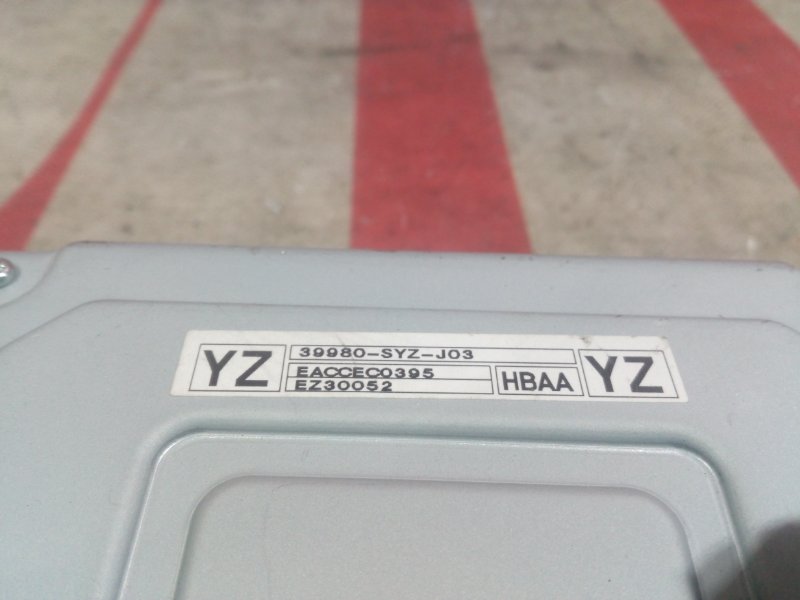 YZ
39980-SYZ-J03
EACCEC0395
EZ30052
HBAA
YZ